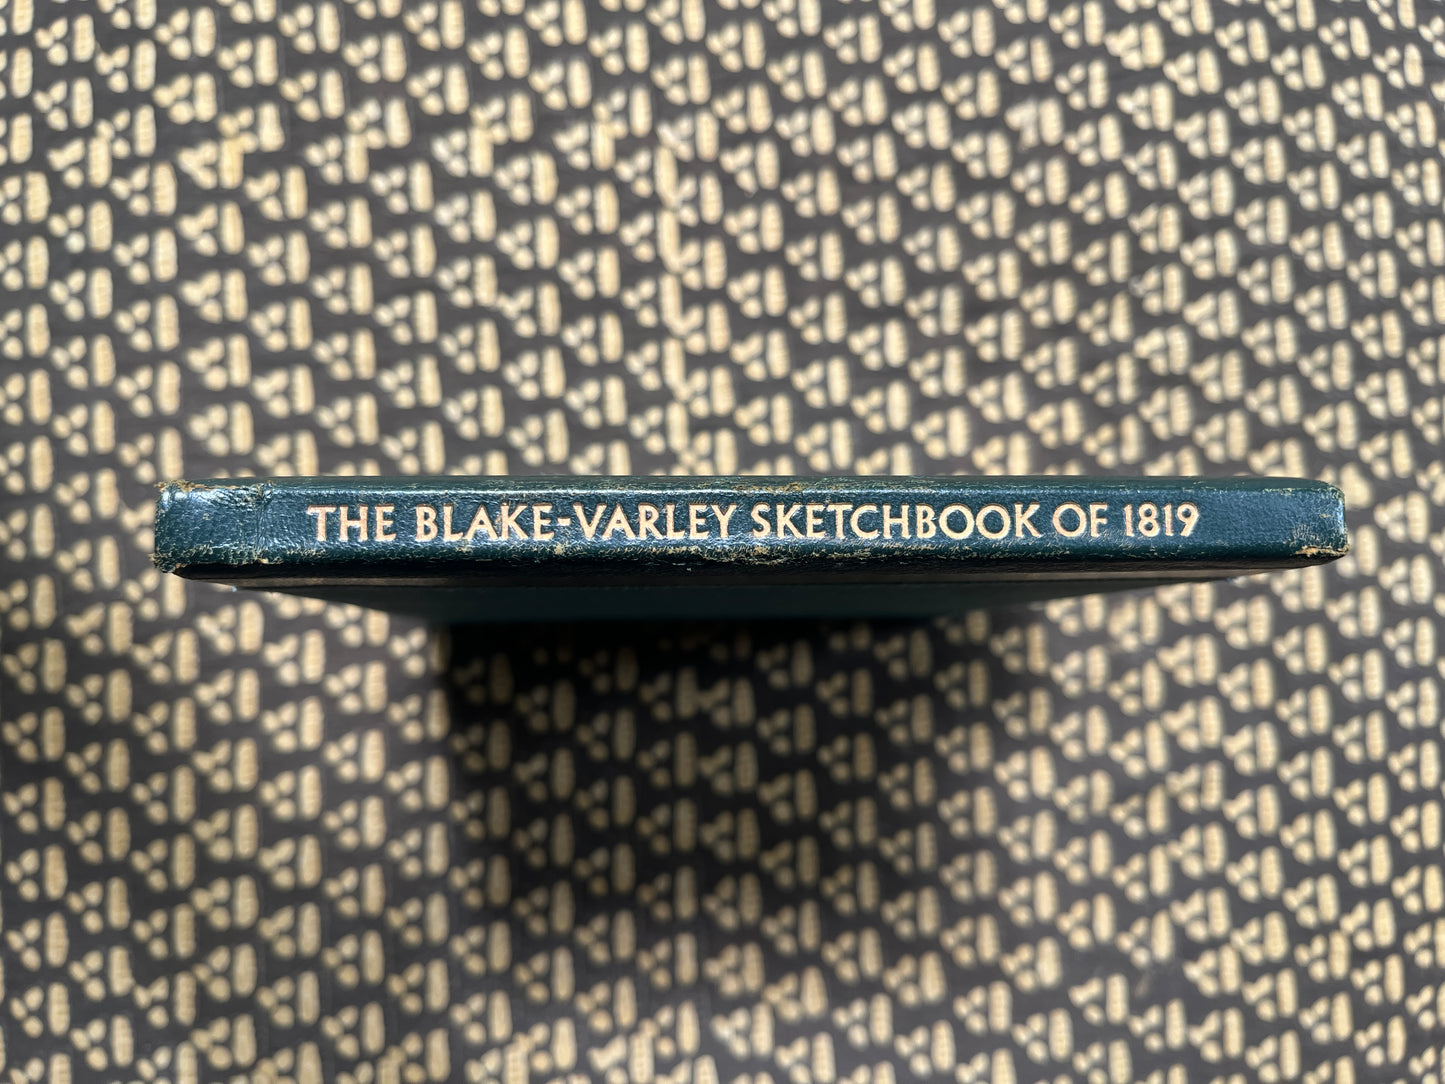 THE BLAKE-VARLEY SKETCHBOOK OF 1819